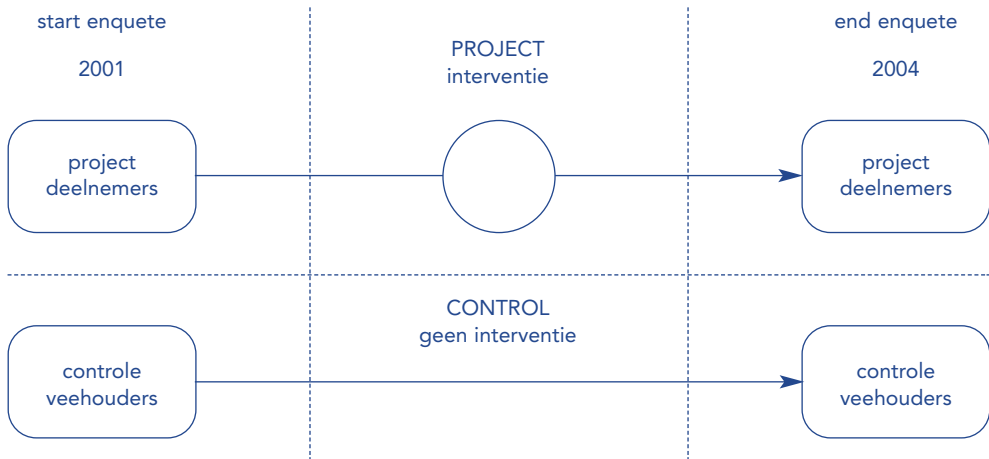 start enquete
2001
PROJECT
interventie
end enquete
2004
project
deelnemers
project
deelnemers
CONTROL
geen interventie
controle
veehouders
controle
veehouders